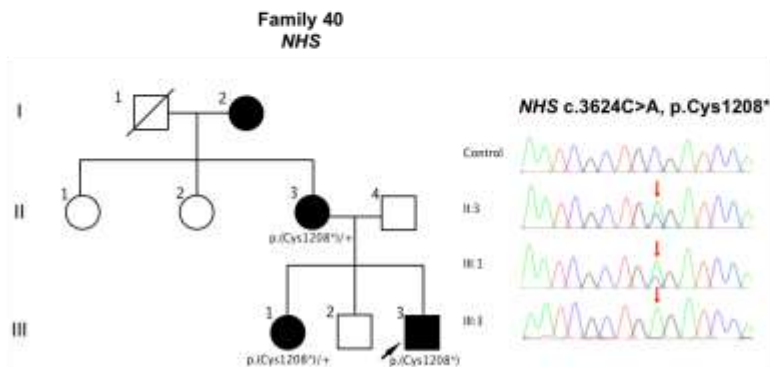 Family 40
NHS
I
1
2
NHS c.3624C>A, p.Cys1208*
Control
II
1
2
3
4
II:3
p.(Cys1208*)/+
III:1
III
1
2
3
III:3
p.(Cys1208*)/+
p.(Cys1208*)